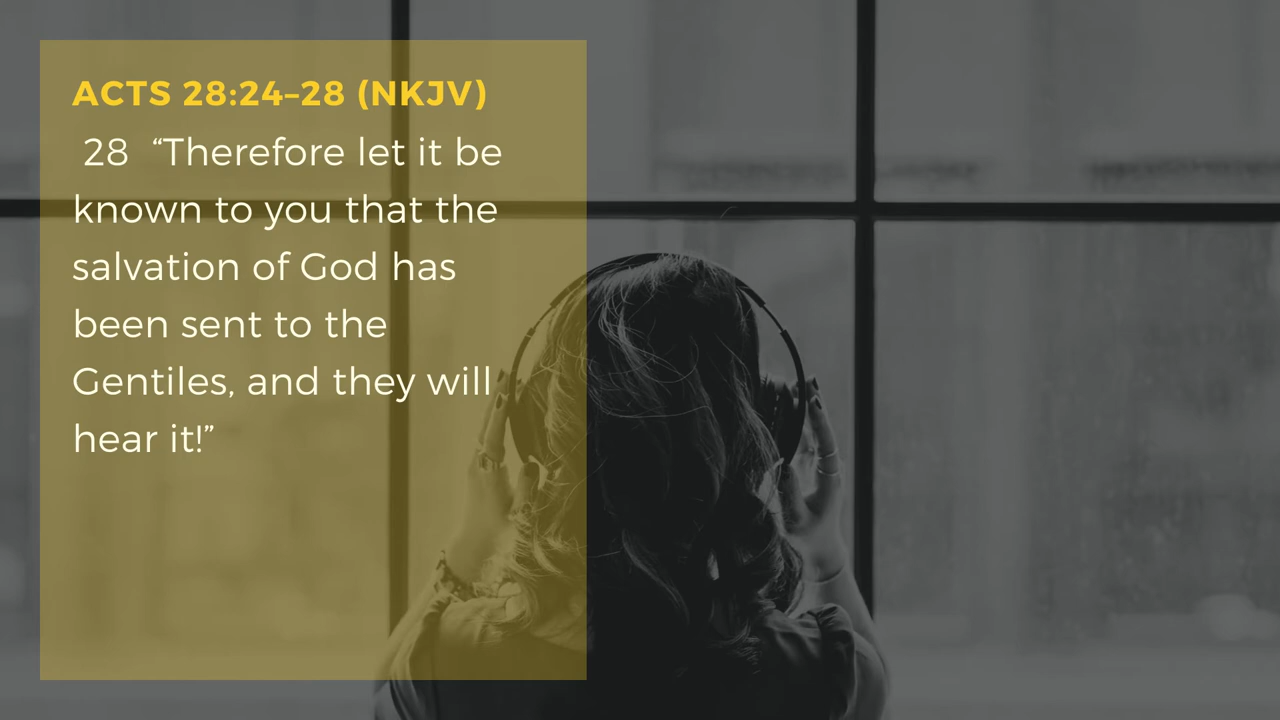 ACTS 28:24–28 (NKJV)
28 “Therefore let it be
known to you that the
salvation of God has
been sent to the
Gentiles, and they will
hear it!”